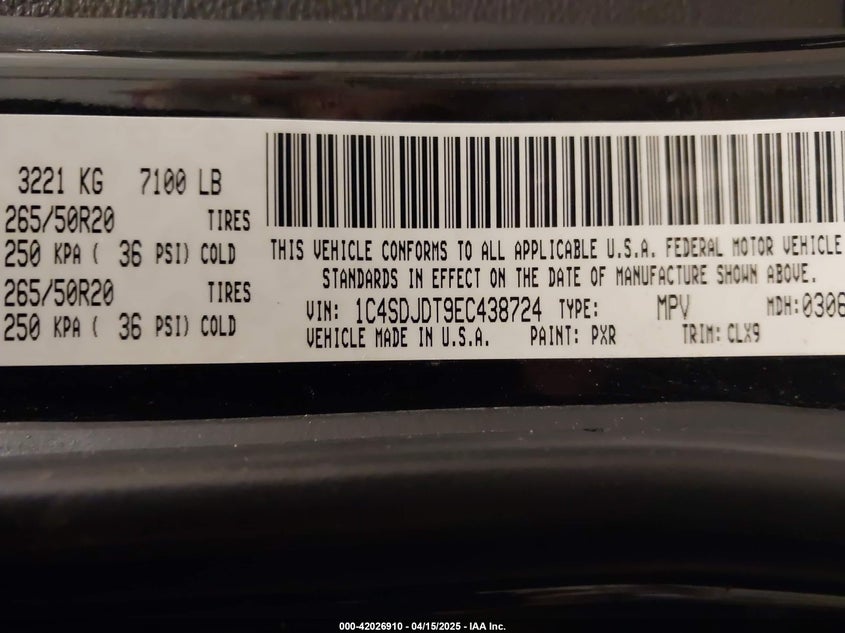 3221 KG 7100 LB
265/50R20 TIRES
250 KPA ( 36 PSI) COLD
265/50R20 TIRES
250 KPA ( 36 PSI) COLD
THIS VEHICLE CONFORMS TO ALL APPLICABLE U.S.A. FEDERAL MOTOR VEHICLE
STANDARDS IN EFFECT ON THE DATE OF MANUFACTURE SHOWN ABOVE.
VIN: 1C4SDJDT9EC438724 TYPE: MPV MDH:0306
VEHICLE MADE IN U.S.A. PAINT: PXR TRIM: CLX9
000-42026910 - 04/15/2025 - IAA Inc.